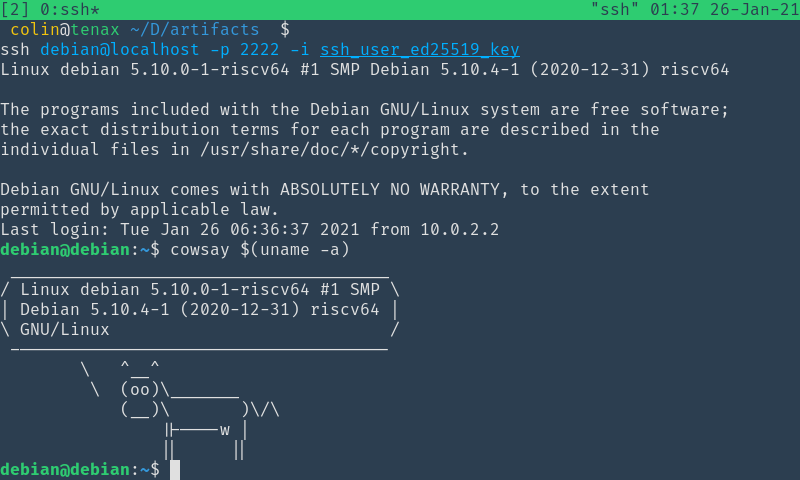 [2] 0:ssh* "ssh" 01:37 26-Jan-21
colin@tenax ~/D/artifacts $
ssh debian@localhost -p 2222 -i ssh_user_ed25519_key
Linux debian 5.10.0-1-riscv64 #1 SMP Debian 5.10.4-1 (2020-12-31) riscv64
The programs included with the Debian GNU/Linux system are free software;
the exact distribution terms for each program are described in the
individual files in /usr/share/doc/*/copyright.
Debian GNU/Linux comes with ABSOLUTELY NO WARRANTY, to the extent
permitted by applicable law.
Last login: Tue Jan 26 06:36:37 2021 from 10.0.2.2
debian@debian:~$ cowsay $(uname -a)
 ______________________________________
/ Linux debian 5.10.0-1-riscv64 #1 SMP \
| Debian 5.10.4-1 (2020-12-31) riscv64 |
\ GNU/Linux                            /
 --------------------------------------
        \   ^__^
         \  (oo)\_______
            (__)\       )\/\
                ||----w |
                ||     ||
debian@debian:~$